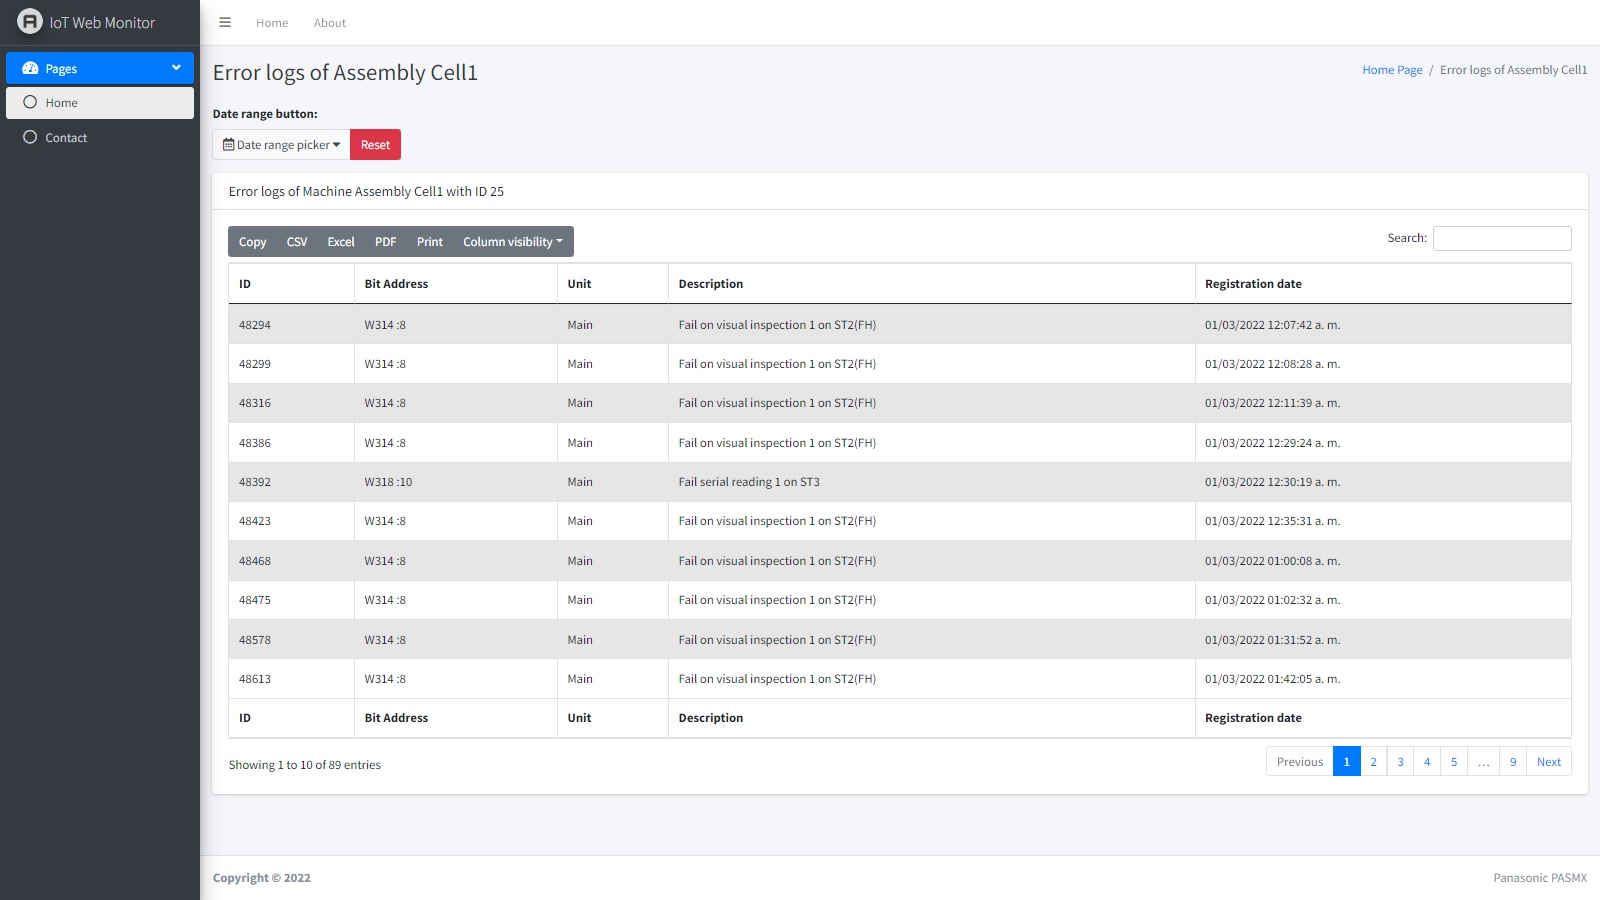 IoT Web Monitor
Home About
Pages
Home
Contact
Error logs of Assembly Cell1
Home Page / Error logs of Assembly Cell1
Date range button:
Date range picker Reset
Error logs of Machine Assembly Cell1 with ID 25
Copy CSV Excel PDF Print Column visibility
Search:
ID Bit Address Unit Description Registration date
48294 W314 :8 Main Fail on visual inspection 1 on ST2(FH) 01/03/2022 12:07:42 a. m.
48299 W314 :8 Main Fail on visual inspection 1 on ST2(FH) 01/03/2022 12:08:28 a. m.
48316 W314 :8 Main Fail on visual inspection 1 on ST2(FH) 01/03/2022 12:11:39 a. m.
48386 W314 :8 Main Fail on visual inspection 1 on ST2(FH) 01/03/2022 12:29:24 a. m.
48392 W318 :10 Main Fail serial reading 1 on ST3 01/03/2022 12:30:19 a. m.
48423 W314 :8 Main Fail on visual inspection 1 on ST2(FH) 01/03/2022 12:35:31 a. m.
48468 W314 :8 Main Fail on visual inspection 1 on ST2(FH) 01/03/2022 01:00:08 a. m.
48475 W314 :8 Main Fail on visual inspection 1 on ST2(FH) 01/03/2022 01:02:32 a. m.
48578 W314 :8 Main Fail on visual inspection 1 on ST2(FH) 01/03/2022 01:31:52 a. m.
48613 W314 :8 Main Fail on visual inspection 1 on ST2(FH) 01/03/2022 01:42:05 a. m.
ID Bit Address Unit Description Registration date
Showing 1 to 10 of 89 entries
Previous 1 2 3 4 5 … 9 Next
Copyright © 2022
Panasonic PASMX